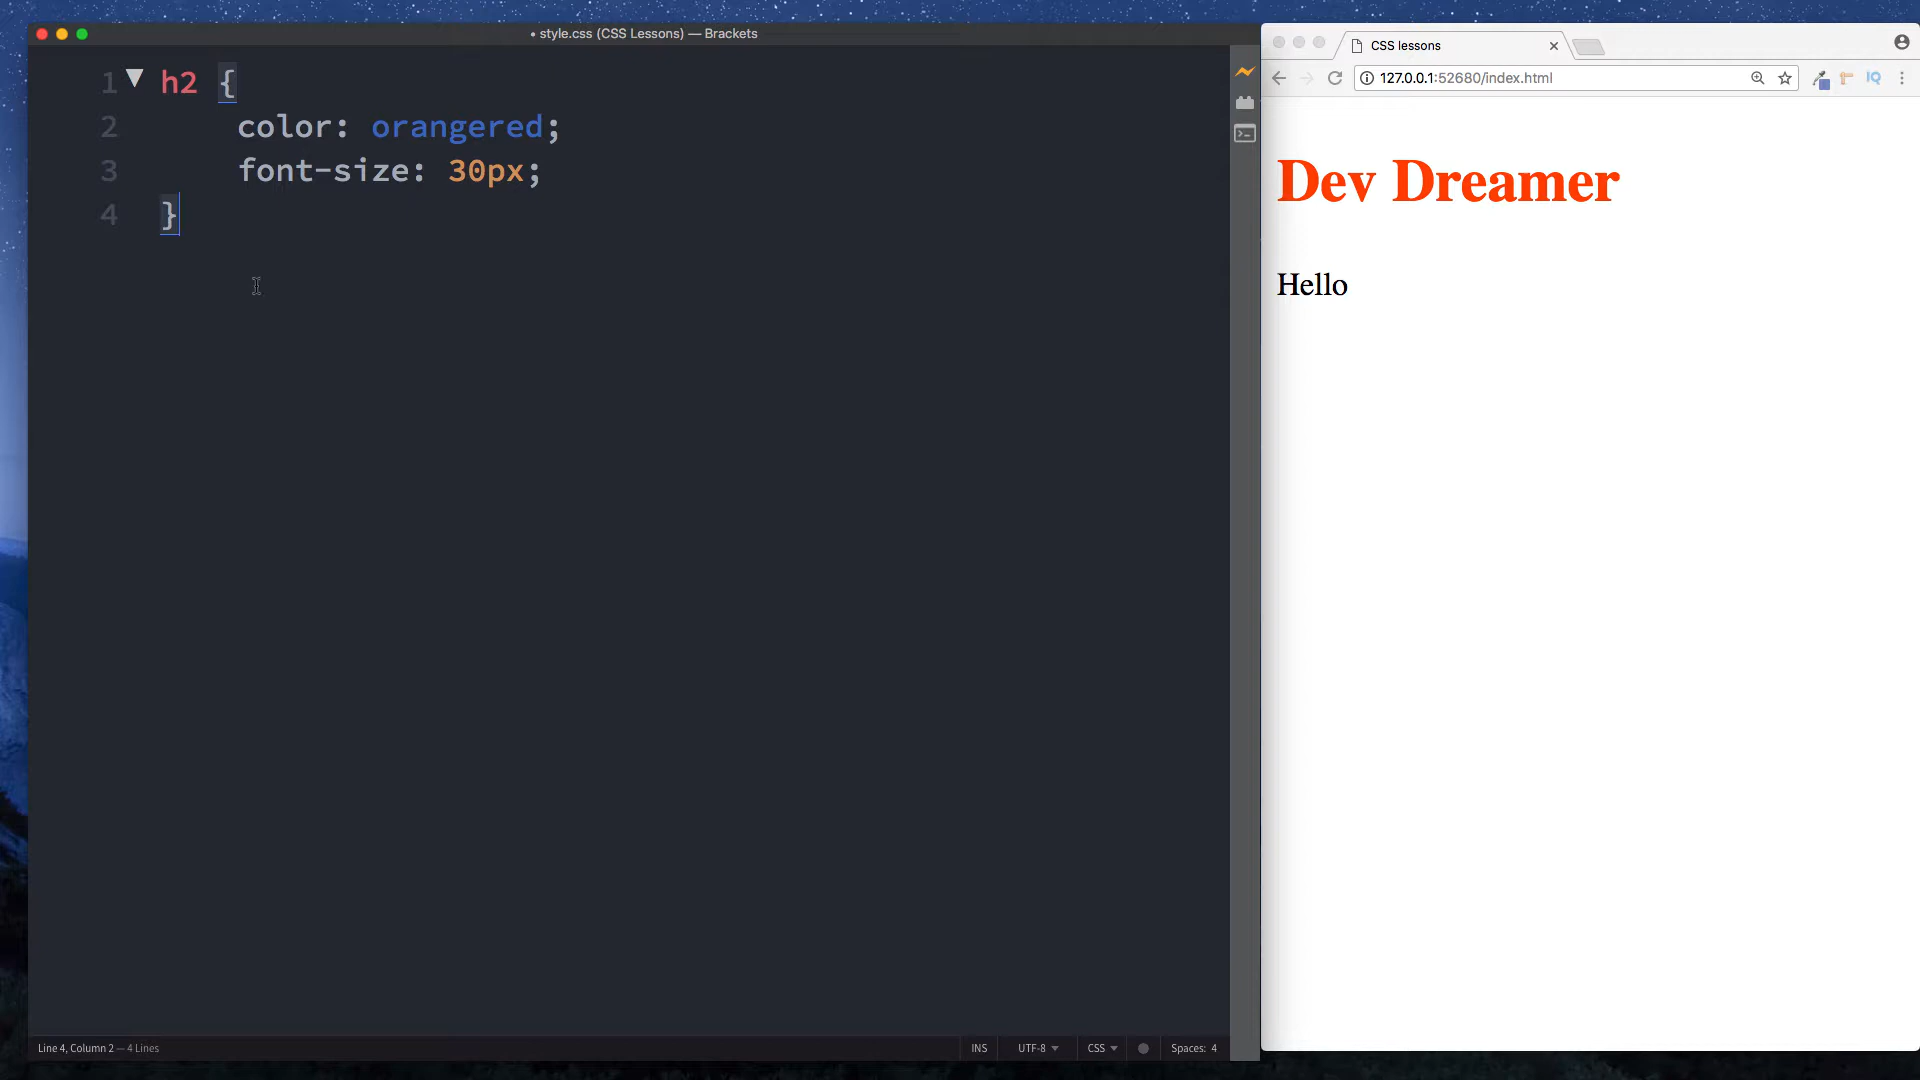 • style.css (CSS Lessons) — Brackets
1 h2 {
2 color: orangered;
3 font-size: 30px;
4 }
Line 4, Column 2 — 4 Lines
INS
UTF-8
CSS
Spaces: 4
CSS lessons
127.0.0.1:52680/index.html
IQ
Dev Dreamer
Hello